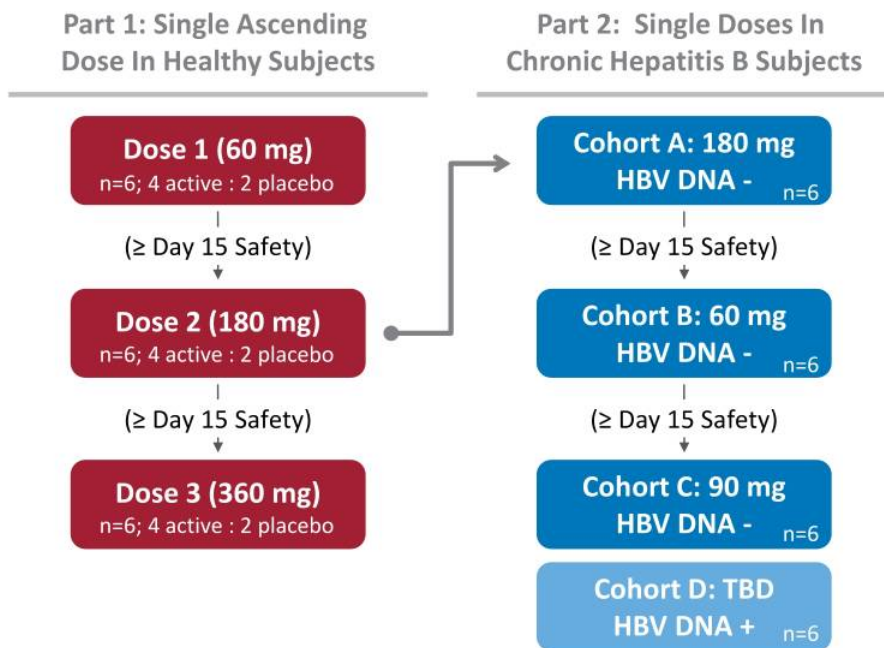 Part 1: Single Ascending
Dose In Healthy Subjects
Dose 1 (60 mg)
n=6; 4 active : 2 placebo
(≥ Day 15 Safety)
Dose 2 (180 mg)
n=6; 4 active : 2 placebo
(≥ Day 15 Safety)
Dose 3 (360 mg)
n=6; 4 active : 2 placebo
Part 2:  Single Doses In
Chronic Hepatitis B Subjects
Cohort A: 180 mg
HBV DNA -
n=6
(≥ Day 15 Safety)
Cohort B: 60 mg
HBV DNA -
n=6
(≥ Day 15 Safety)
Cohort C: 90 mg
HBV DNA -
n=6
Cohort D: TBD
HBV DNA +
n=6